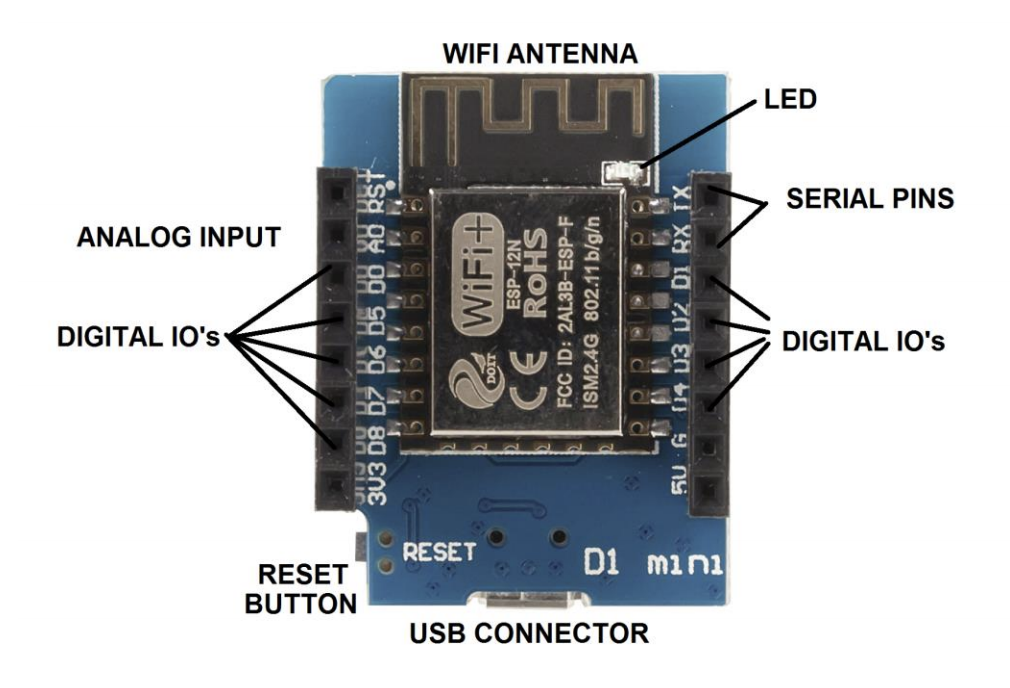 WIFI ANTENNA
LED
SERIAL PINS
ANALOG INPUT
DIGITAL IO's
DIGITAL IO's
RST
A0
D0
D5
D6
D7
D8
3V3
TX
RX
D1
D2
D3
D4
G
5V
WiFi+
ESP-12N
RoHS
FCC ID: 2AL3B-ESP-F
ISM2.4G 802.11b/g/n
DOIT
CE
RESET
D1 mini
RESET
BUTTON
USB CONNECTOR